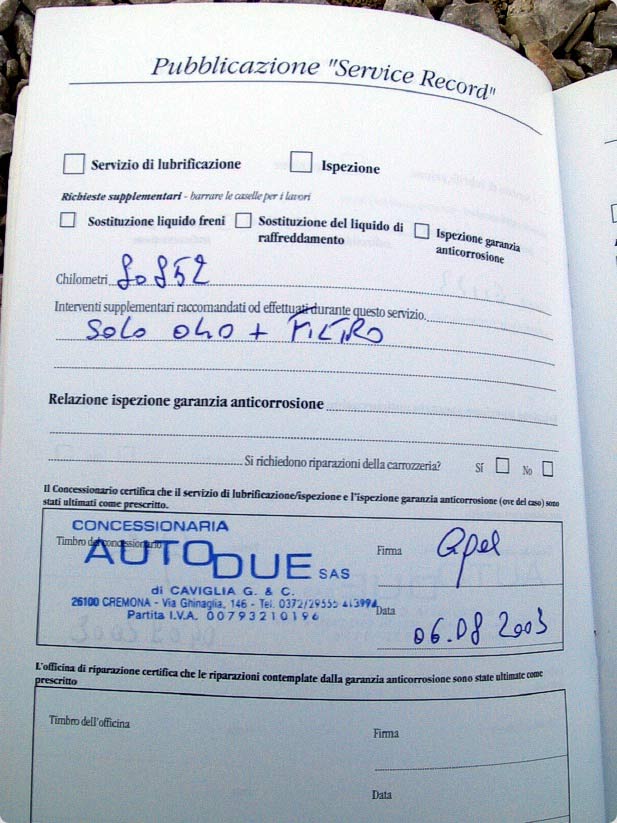 Pubblicazione "Service Record"
Servizio di lubrificazione
Ispezione
Richieste supplementari - barrare le caselle per i lavori
Sostituzione liquido freni
Sostituzione del liquido di raffreddamento
Ispezione garanzia anticorrosione
Chilometri 80852
Interventi supplementari raccomandati od effettuati durante questo servizio.
SOLO OLIO + FILTRO
Relazione ispezione garanzia anticorrosione
Si richiedono riparazioni della carrozzeria? Sí No
Il Concessionario certifica che il servizio di lubrificazione/ispezione e l'ispezione garanzia anticorrosione (ove del caso) sono
stati ultimati come prescritto.
Timbro del concessionario
CONCESSIONARIA
AUTODUE SAS
di CAVIGLIA G. & C.
26100 CREMONA - Via Ghinaglia, 146 - Tel. 0372/29555
Partita I.V.A. 00793210196
Firma
Data 06.08 2003
L'officina di riparazione certifica che le riparazioni contemplate dalla garanzia anticorrosione sono state ultimate come
prescritto
Timbro dell'officina
Firma
Data